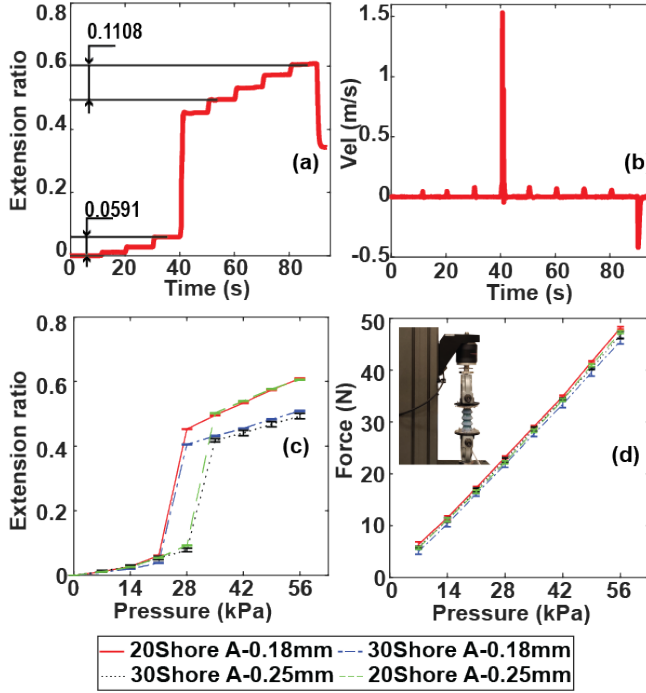 0.8
0.1108
0.6
0.4
0.2
0.0591
0
Extension ratio
(a)
0 20 40 60 80
Time (s)
1.5
1
0.5
0
-0.5
Vel (m/s)
(b)
0 20 40 60 80
Time (s)
0.8
0.6
0.4
0.2
0
Extension ratio
(c)
0 14 28 42 56
Pressure (kPa)
50
40
30
20
10
0
Force (N)
(d)
0 14 28 42 56
Pressure (kPa)
20Shore A-0.18mm 30Shore A-0.18mm
30Shore A-0.25mm 20Shore A-0.25mm